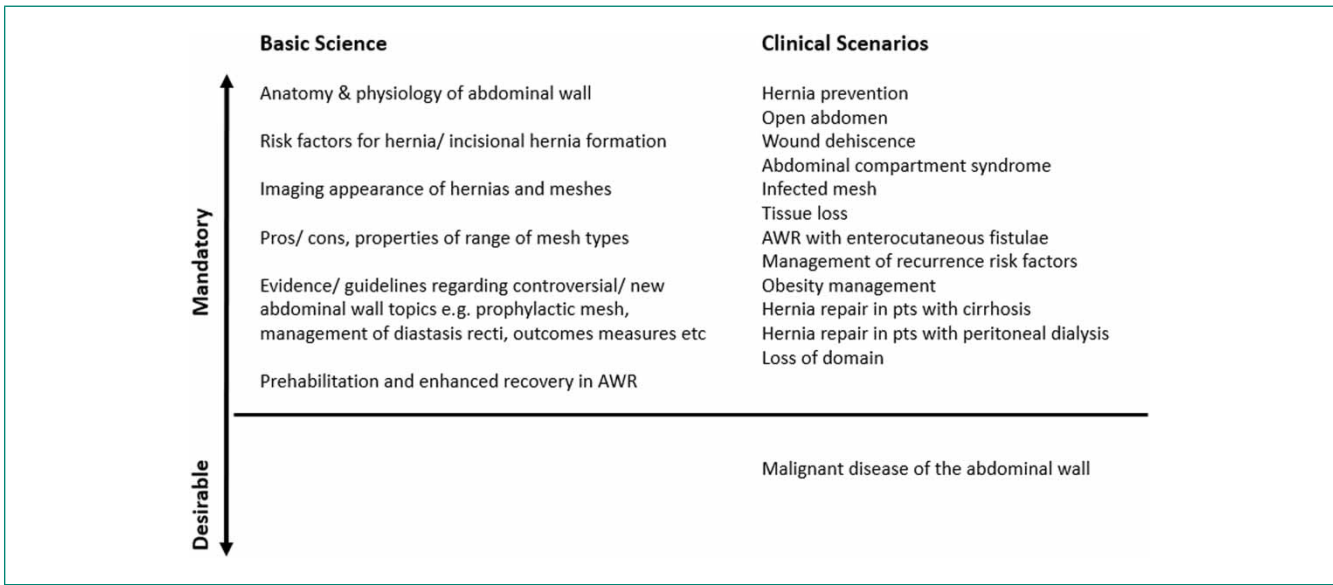 Basic Science
Anatomy & physiology of abdominal wall
Risk factors for hernia/ incisional hernia formation
Imaging appearance of hernias and meshes
Pros/ cons, properties of range of mesh types
Evidence/ guidelines regarding controversial/ new
abdominal wall topics e.g. prophylactic mesh,
management of diastasis recti, outcomes measures etc
Prehabilitation and enhanced recovery in AWR
Clinical Scenarios
Hernia prevention
Open abdomen
Wound dehiscence
Abdominal compartment syndrome
Infected mesh
Tissue loss
AWR with enterocutaneous fistulae
Management of recurrence risk factors
Obesity management
Hernia repair in pts with cirrhosis
Hernia repair in pts with peritoneal dialysis
Loss of domain
Malignant disease of the abdominal wall
Mandatory
Desirable